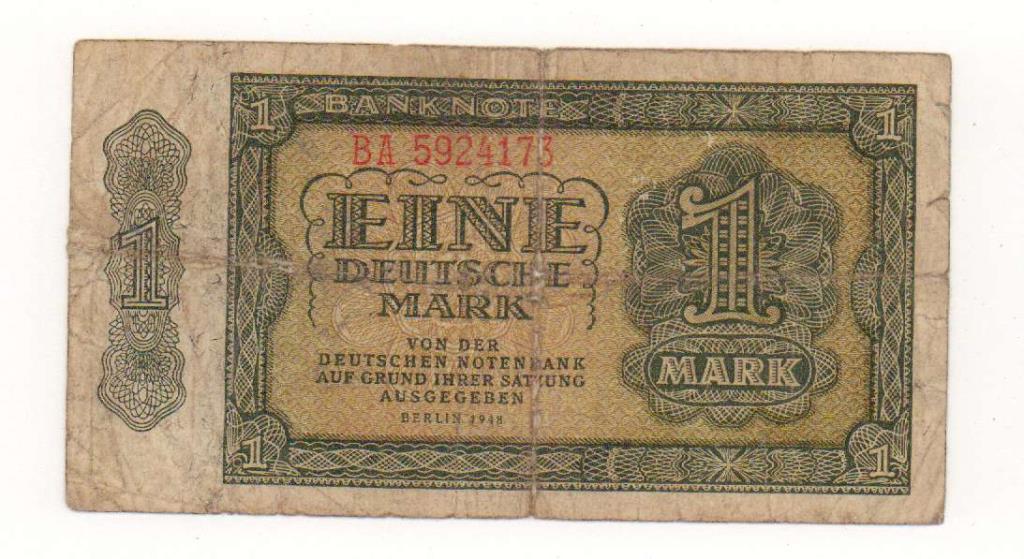 1 BANKNOTE 1
BA 5924173
EINE
DEUTSCHE
MARK
1
1
VON DER
DEUTSCHEN NOTENBANK
AUF GRUND IHRER SATZUNG
AUSGEGEBEN
BERLIN 1948
MARK
1 1